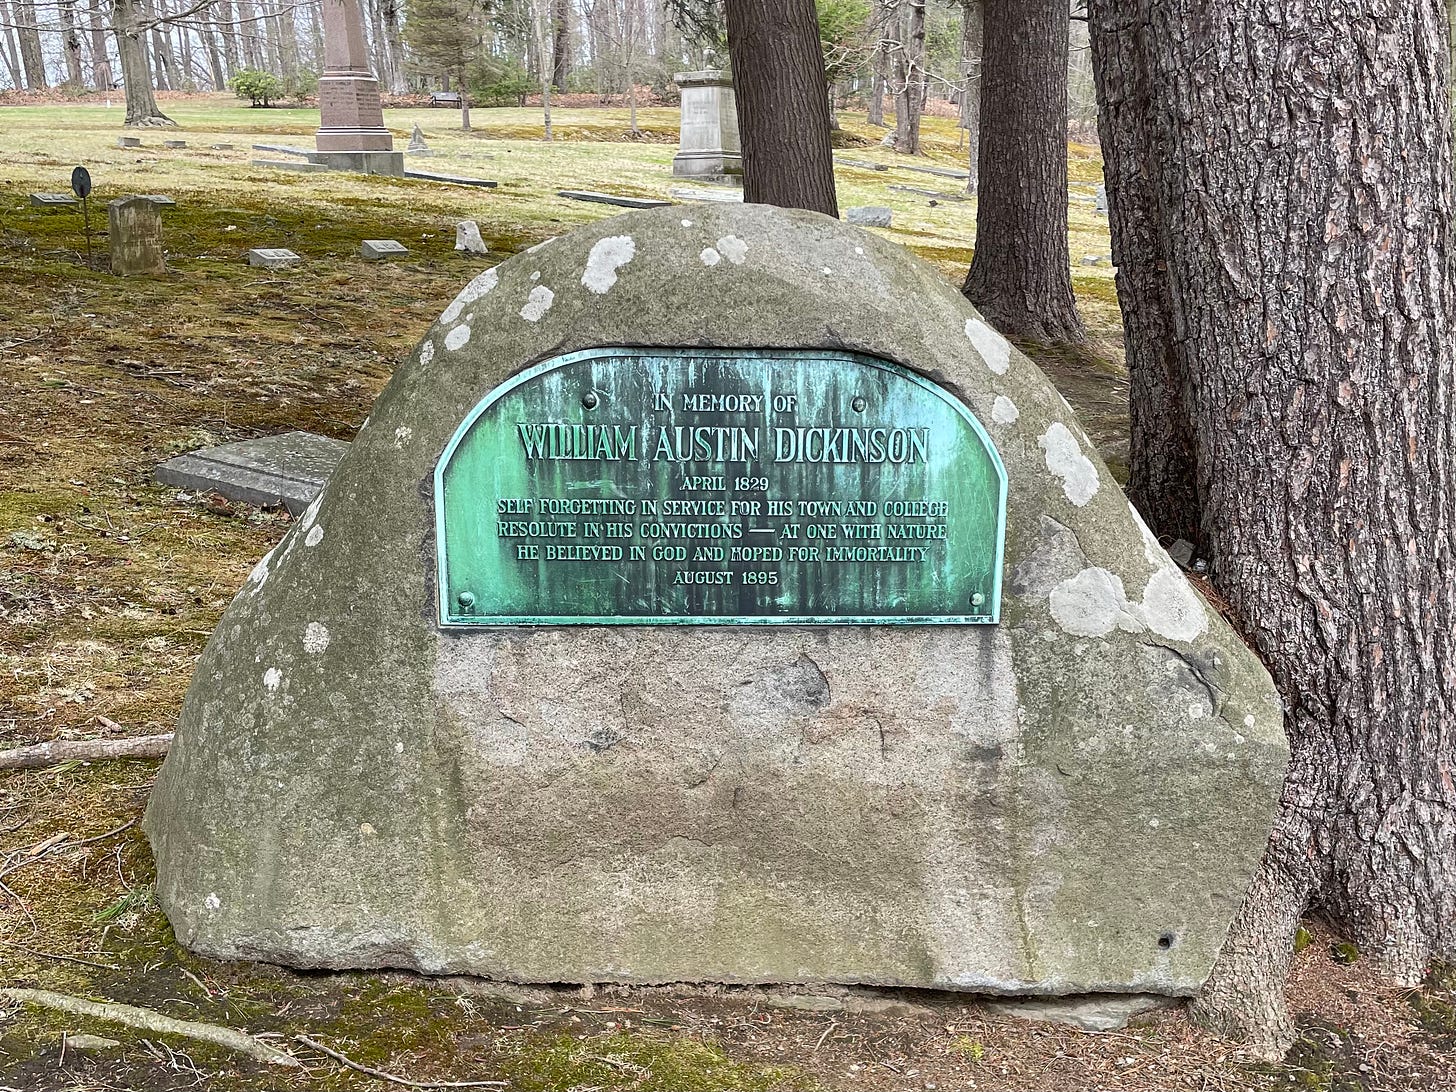 IN MEMORY OF
WILLIAM AUSTIN DICKINSON
APRIL 1829
SELF FORGETTING IN SERVICE FOR HIS TOWN AND COLLEGE
RESOLUTE IN HIS CONVICTIONS — AT ONE WITH NATURE
HE BELIEVED IN GOD AND HOPED FOR IMMORTALITY
AUGUST 1895